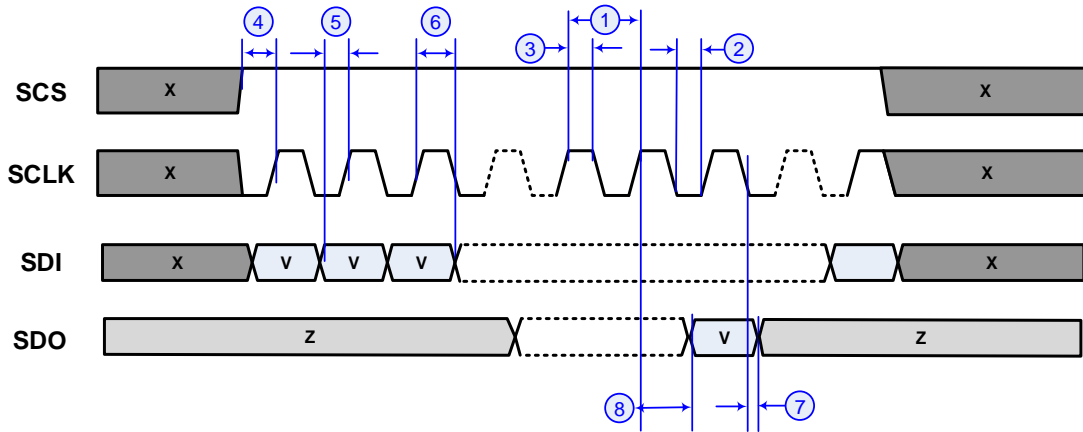 4 5 6 1
3 2
SCS X X
SCLK X X
SDI X V V V X
SDO Z V Z
8 7